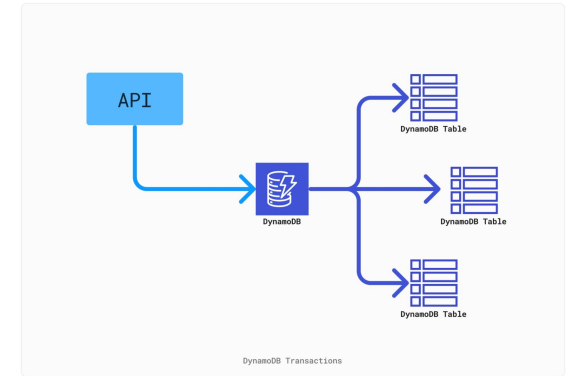 API
DynamoDB Table
DynamoDB
DynamoDB Table
DynamoDB Table
DynamoDB Transactions